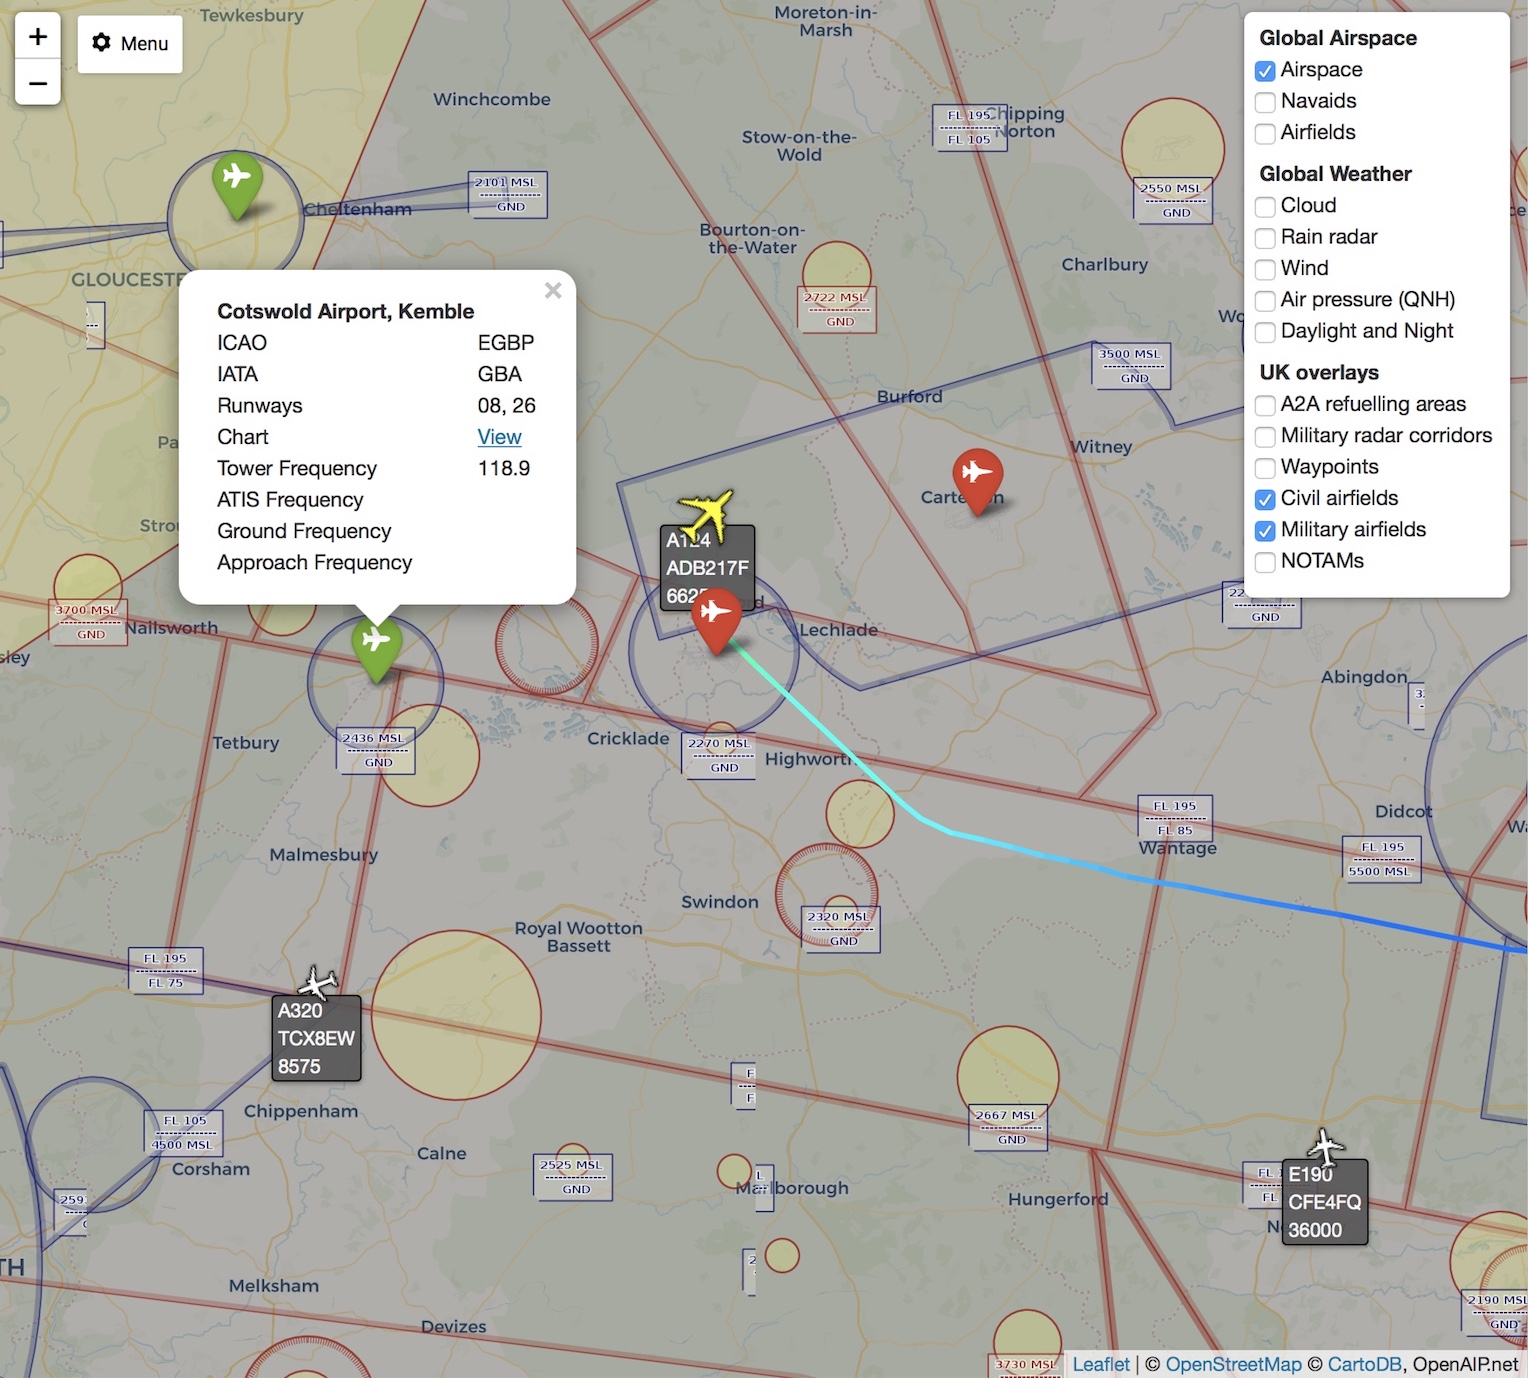 Tewkesbury
Moreton-in-
Marsh
+
−
Menu
Winchcombe
Stow-on-the-
Wold
FL 195
FL 105
Chipping
Norton
2101 MSL
GND
Cheltenham
2550 MSL
GND
Bourton-on-
the-Water
Charlbury
2722 MSL
GND
3500 MSL
GND
Burford
Witney
Global Airspace
Airspace
Navaids
Airfields
Global Weather
Cloud
Rain radar
Wind
Air pressure (QNH)
Daylight and Night
UK overlays
A2A refuelling areas
Military radar corridors
Waypoints
Civil airfields
Military airfields
NOTAMs
Cotswold Airport, Kemble
ICAO EGBP
IATA GBA
Runways 08, 26
Chart View
Tower Frequency 118.9
ATIS Frequency
Ground Frequency
Approach Frequency
A124
ADB217F
GND
3700 MSL
GND
Nailsworth
Lechlade
Abingdon
Tetbury
2436 MSL
GND
Cricklade
2270 MSL
GND
Highworth
FL 195
FL 85
Wantage
Didcot
FL 195
5500 MSL
Malmesbury
Swindon
2320 MSL
GND
Royal Wootton
Bassett
FL 195
FL 75
A320
TCX8EW
8575
Chippenham
FL 105
4500 MSL
Corsham
Calne
2525 MSL
GND
Marlborough
2667 MSL
GND
Hungerford
E190
CFE4FQ
36000
Melksham
Devizes
2190 MSL
GND
3730 MSL
Leaflet | © OpenStreetMap © CartoDB, OpenAIP.net